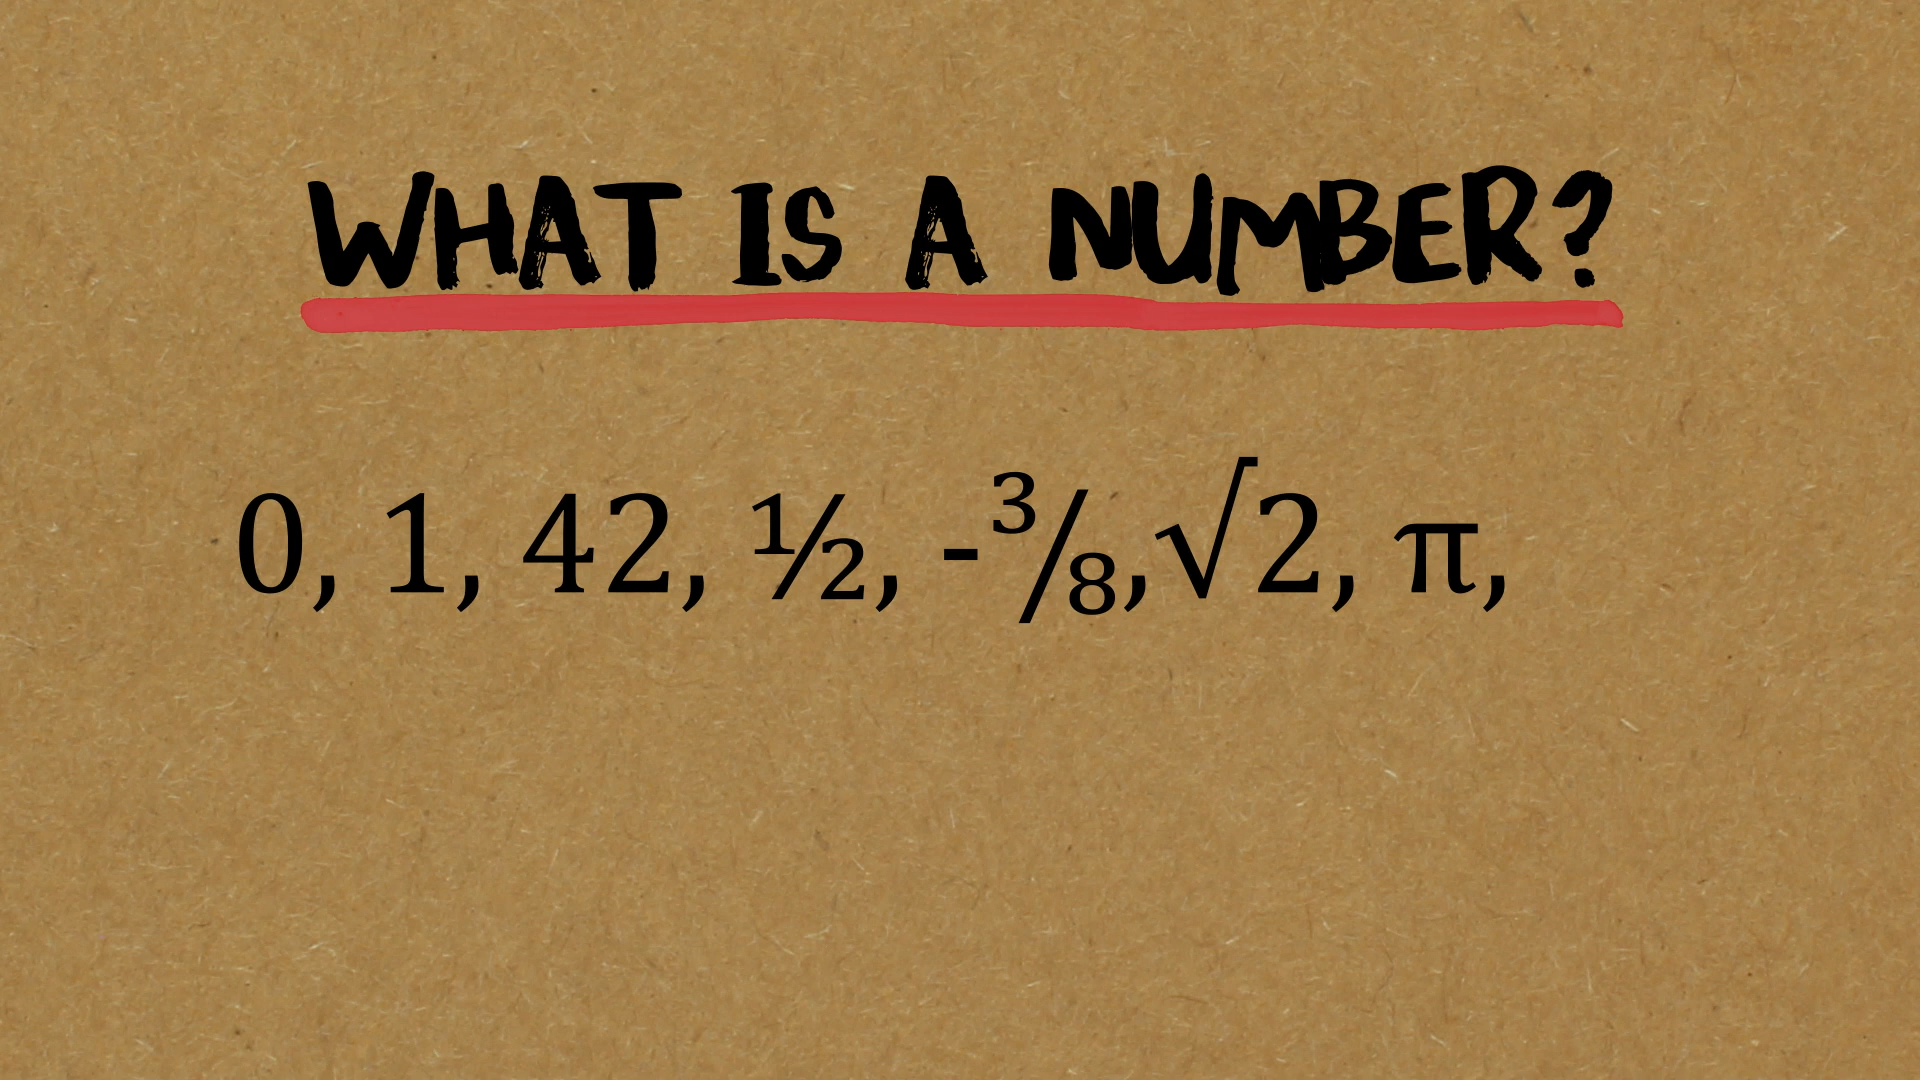 WHAT IS A NUMBER?
0, 1, 42, ½, -⅜,√2, π,